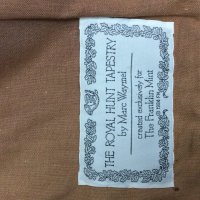 THE ROYAL HUNT TAPESTRY
by Marc Waymel
created exclusively for
The Franklin Mint